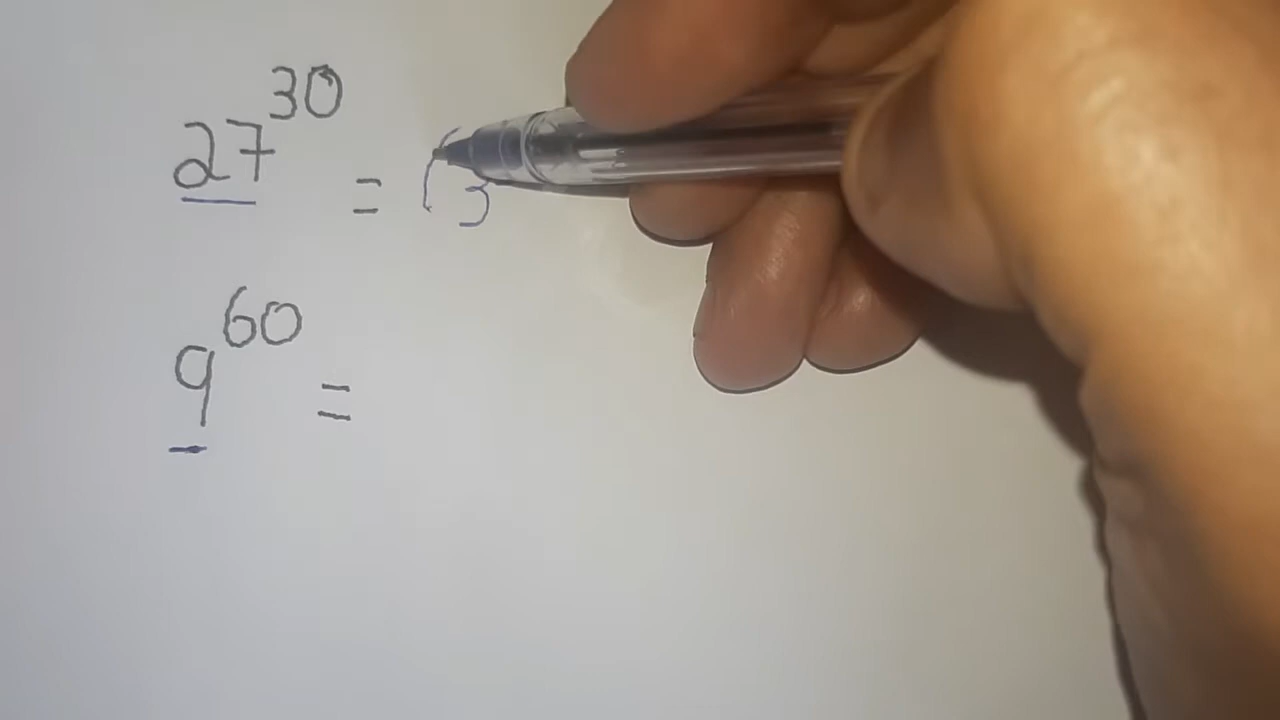 27^30 = (3
9^60 =